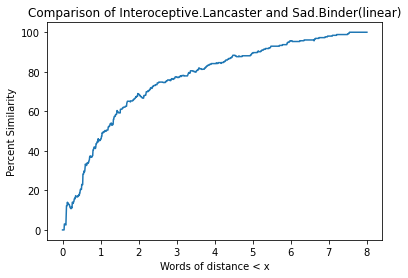 Comparison of Interoceptive.Lancaster and Sad.Binder(linear)
Percent Similarity
100
80
60
40
20
0
0 1 2 3 4 5 6 7 8
Words of distance < x